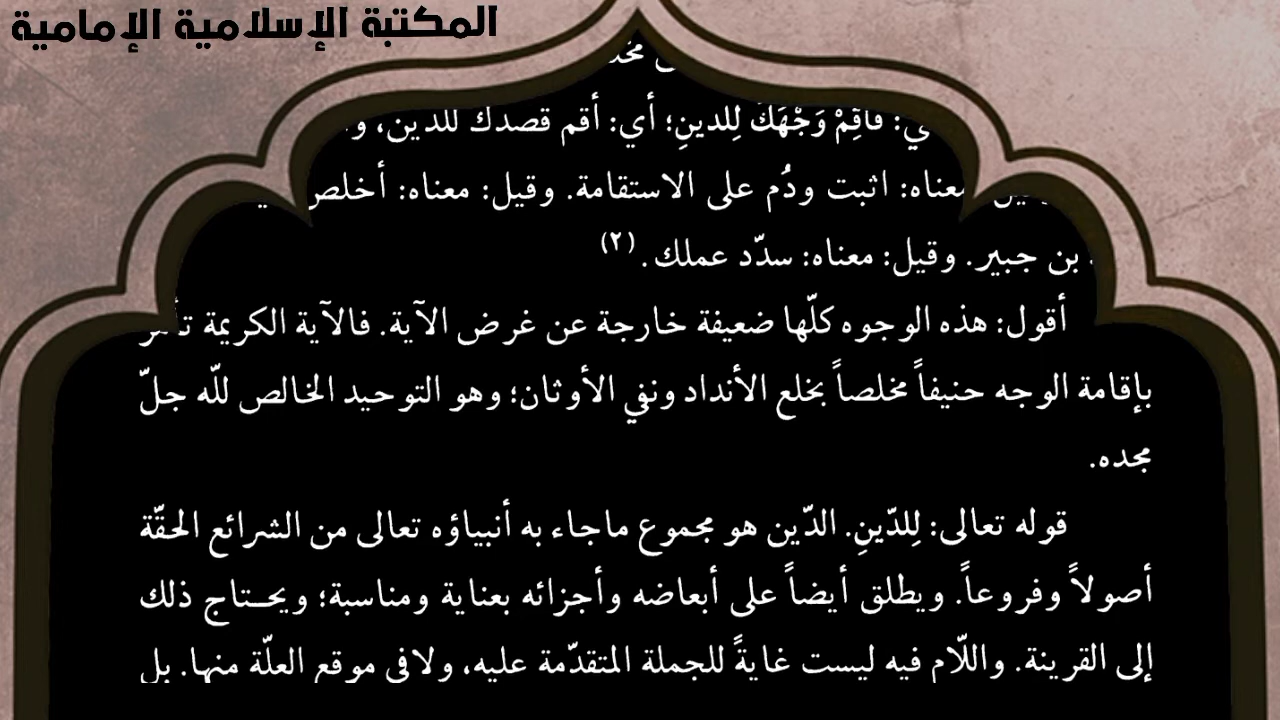 المكتبة الإسلامية الإمامية
فَأَقِمْ وَجْهَكَ لِلدينِ؛ أي: أقم قصدك للدين،
معناه: اثبت ودُم على الاستقامة. وقيل: معناه: أخلص
بن جبير. وقيل: معناه: سدّد عملك. (٢)
أقول: هذه الوجوه كلّها ضعيفة خارجة عن غرض الآية. فالآية الكريمة تأمر
بإقامة الوجه حنيفاً مخلصاً بخلع الأنداد ونفي الأوثان؛ وهو التوحيد الخالص للّه جلّ
مجده.
قوله تعالى: لِلدّينِ. الدّين هو مجموع ماجاء به أنبياؤه تعالى من الشرائع الحقّة
أصولاً وفروعاً. ويطلق أيضاً على أبعاضه وأجزائه بعناية ومناسبة؛ ويحـتاج ذلك
إلى القرينة. واللّام فيه ليست غايةً للجملة المتقدّمة عليه، ولافي موقع العلّة منها. بل